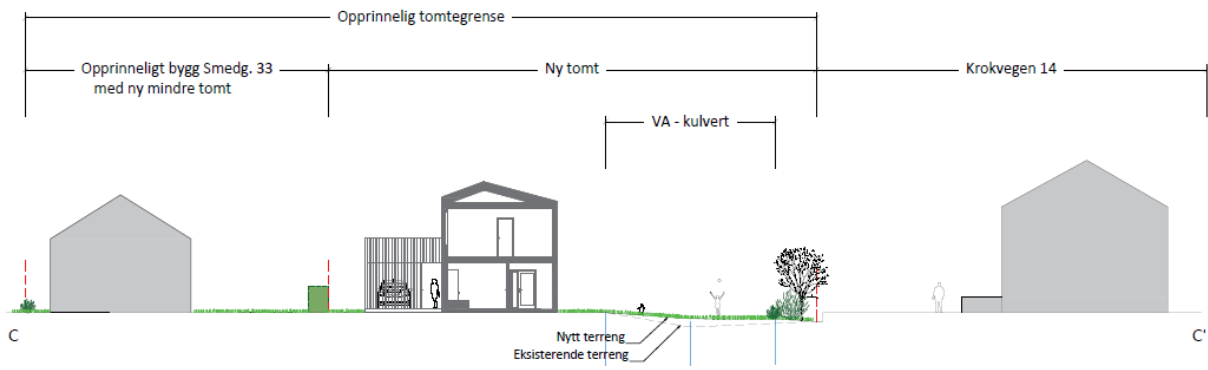 Opprinnelig tomtegrense
Opprinneligt bygg Smedg. 33
med ny mindre tomt
Ny tomt
Krokvegen 14
VA - kulvert
Nytt terreng
Eksisterende terreng
C
C'